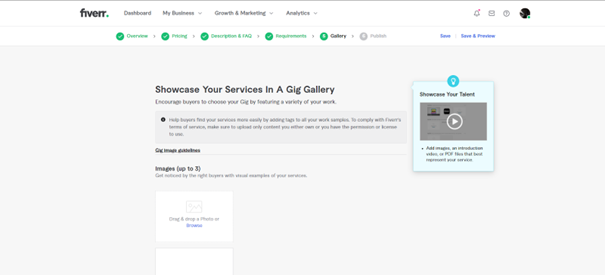 fiverr.
Dashboard
My Business
Growth & Marketing
Analytics
Overview
Pricing
Description & FAQ
Requirements
5 Gallery
6 Publish
Save
Save & Preview
Showcase Your Services In A Gig Gallery
Encourage buyers to choose your Gig by featuring a variety of your work.
Help buyers find your services more easily by adding tags to all your work samples. To comply with Fiverr's
terms of service, make sure to upload only content you either own or you have the permission or license
to use.
Gig image guidelines
Showcase Your Talent
• Add images, an introduction
video, or PDF files that best
represent your service.
Images (up to 3)
Get noticed by the right buyers with visual examples of your services.
Drag & drop a Photo or
Browse